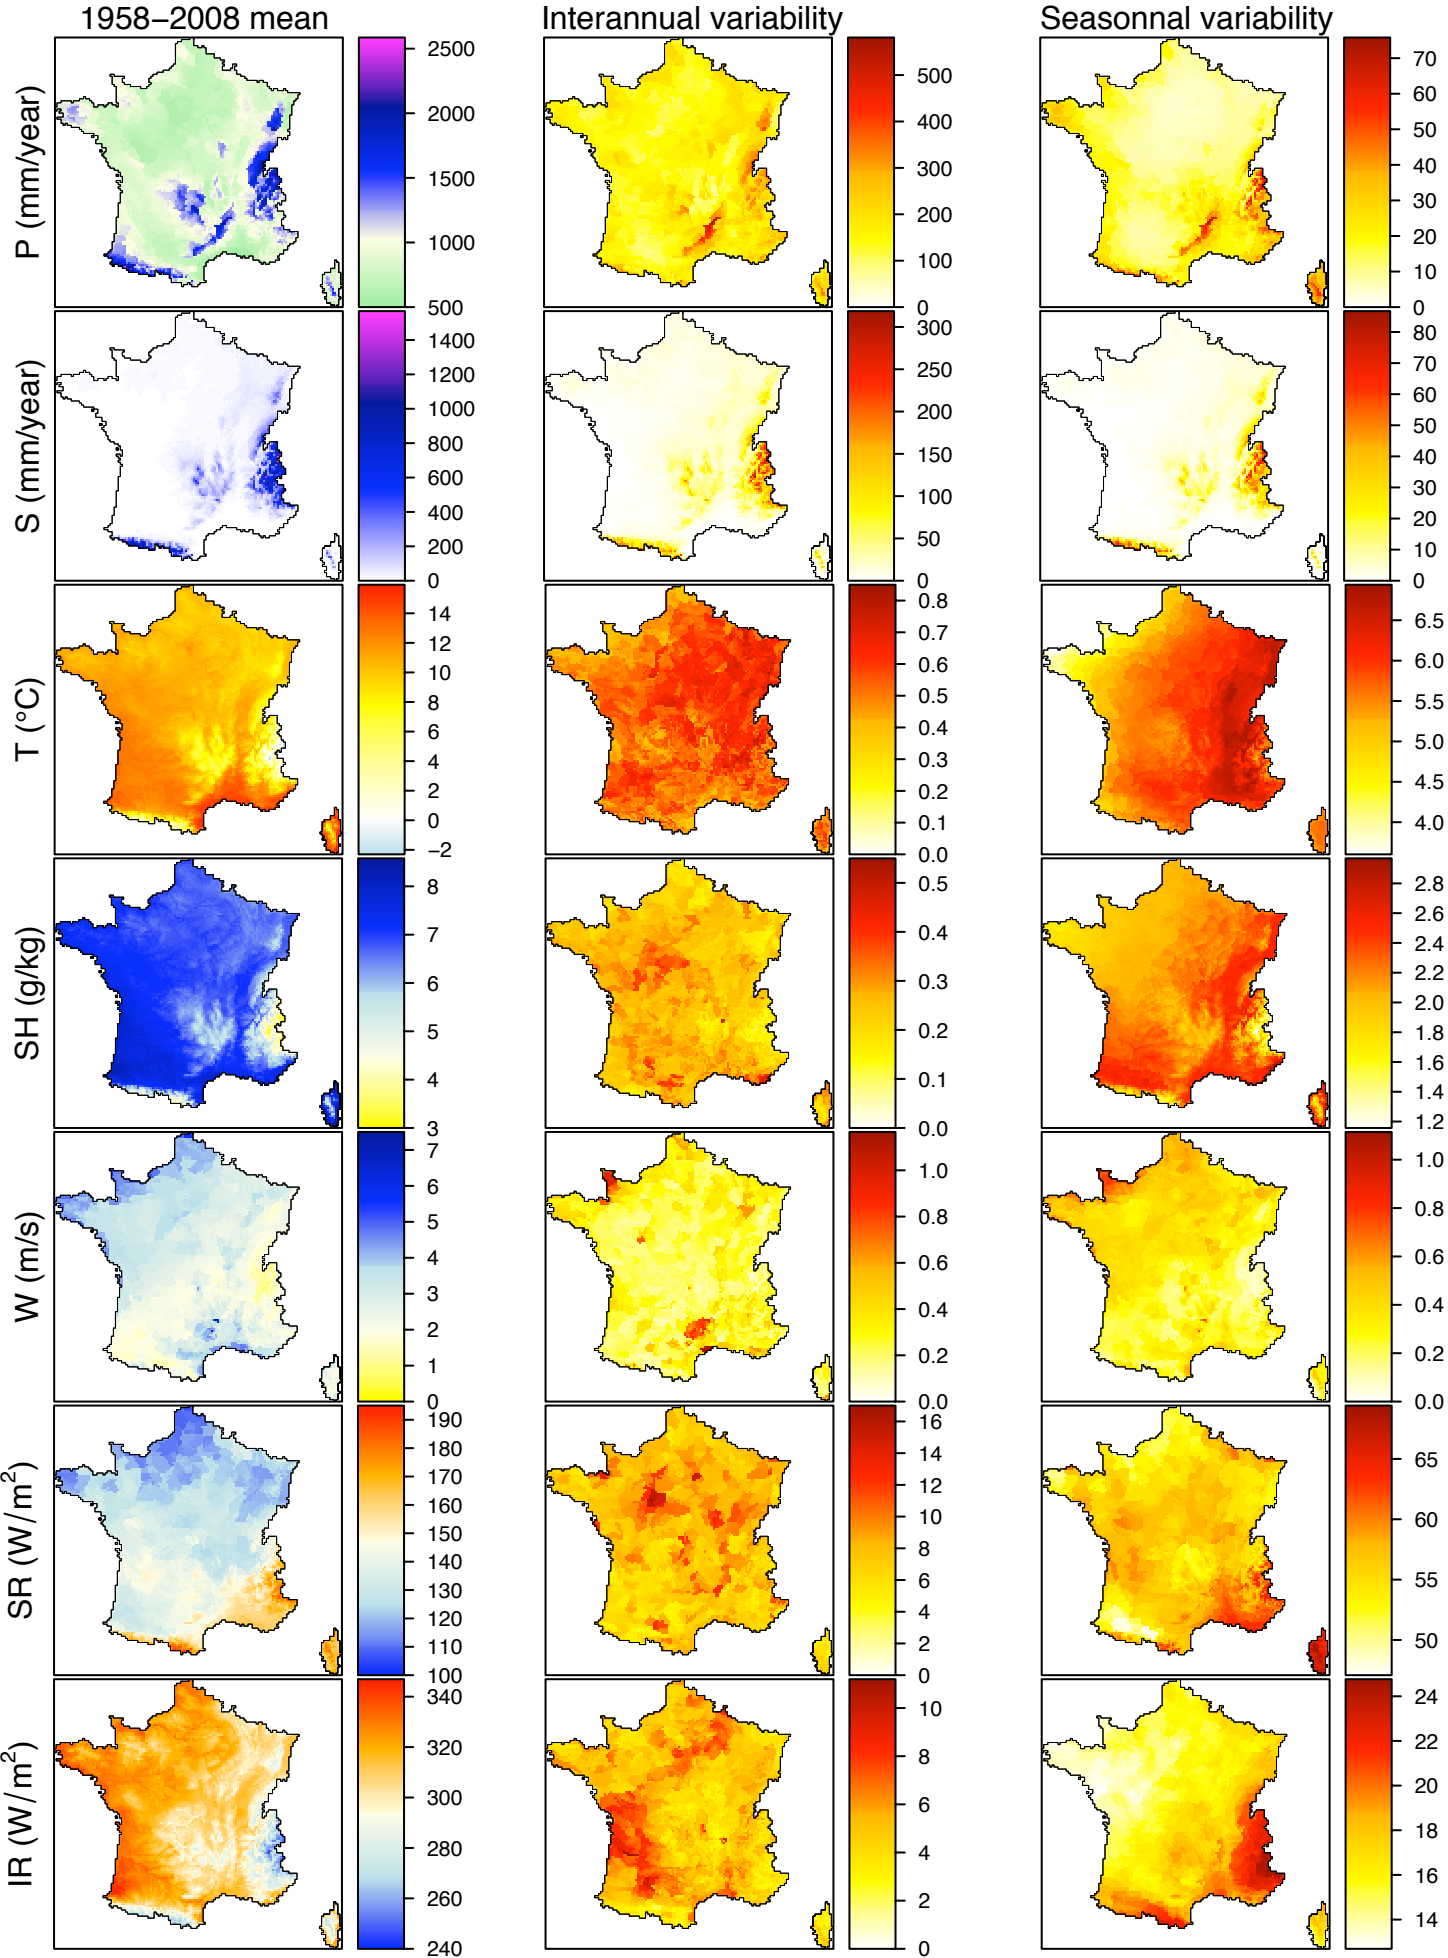 1958−2008 mean Interannual variability Seasonnal variability
P (mm/year)
2500 2000 1500 1000 500
500 400 300 200 100 0
70 60 50 40 30 20 10 0
S (mm/year)
1400 1200 1000 800 600 400 200 0
300 250 200 150 100 50 0
80 70 60 50 40 30 20 10 0
T (°C)
14 12 10 8 6 4 2 0 −2
0.8 0.7 0.6 0.5 0.4 0.3 0.2 0.1 0.0
6.5 6.0 5.5 5.0 4.5 4.0
SH (g/kg)
8 7 6 5 4 3
0.5 0.4 0.3 0.2 0.1 0.0
2.8 2.6 2.4 2.2 2.0 1.8 1.6 1.4 1.2
W (m/s)
7 6 5 4 3 2 1 0
1.0 0.8 0.6 0.4 0.2 0.0
1.0 0.8 0.6 0.4 0.2 0.0
SR (W/m²)
190 180 170 160 150 140 130 120 110 100
16 14 12 10 8 6 4 2 0
65 60 55 50
IR (W/m²)
340 320 300 280 260 240
10 8 6 4 2 0
24 22 20 18 16 14